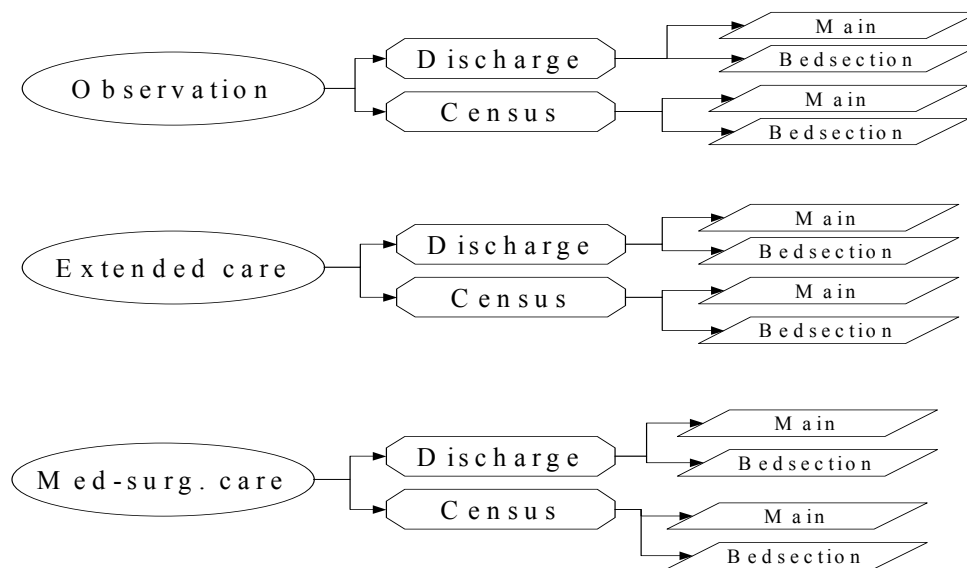 Observation
Discharge
Main
Bedsection
Census
Main
Bedsection
Extended care
Discharge
Main
Bedsection
Census
Main
Bedsection
Med-surg. care
Discharge
Main
Bedsection
Census
Main
Bedsection